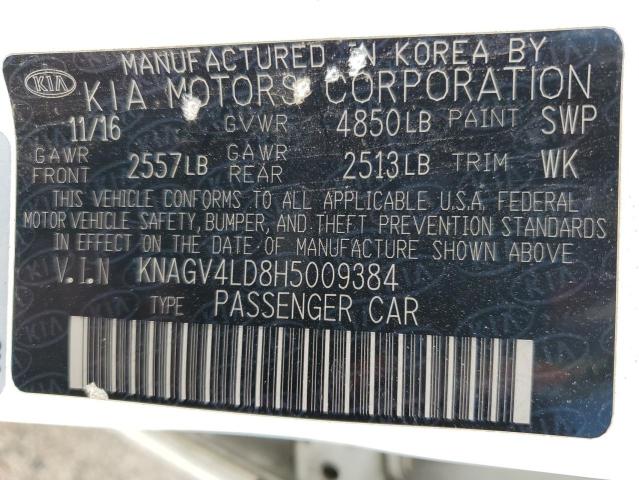 MANUFACTURED IN KOREA BY
KIA
KIA MOTORS CORPORATION
11/16 GVWR 4850LB PAINT SWP
GAWR FRONT 2557LB GAWR REAR 2513LB TRIM WK
THIS VEHICLE CONFORMS TO ALL APPLICABLE U.S.A. FEDERAL
MOTOR VEHICLE SAFETY, BUMPER, AND THEFT PREVENTION STANDARDS
IN EFFECT ON THE DATE OF MANUFACTURE SHOWN ABOVE
V.I.N KNAGV4LD8H5009384
TYPE PASSENGER CAR